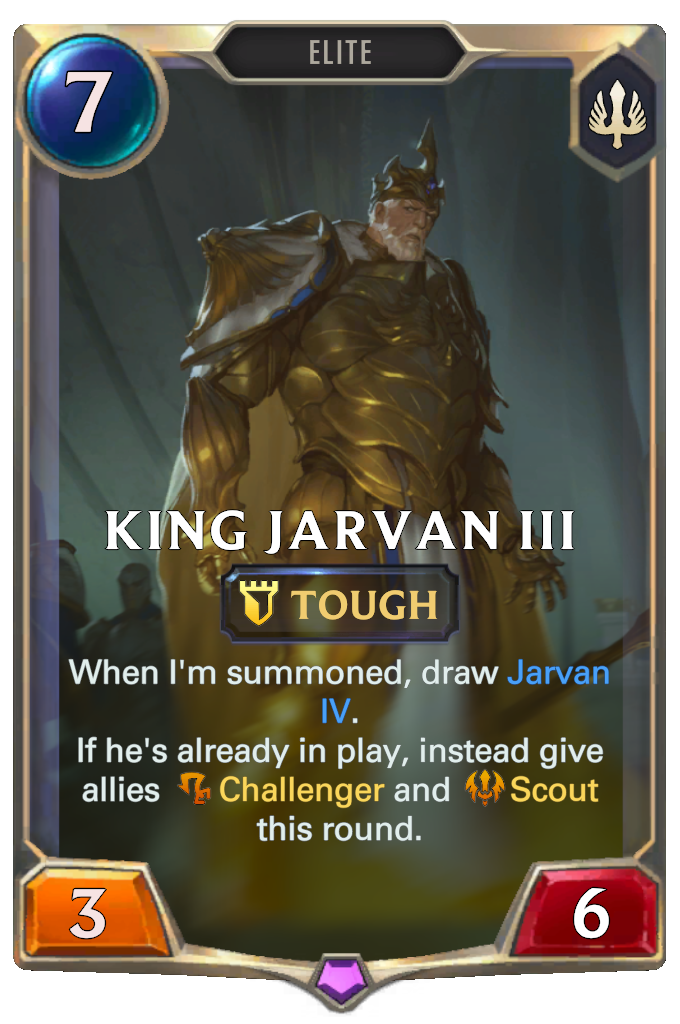 ELITE
7
KING JARVAN III
TOUGH
When I'm summoned, draw Jarvan
IV.
If he's already in play, instead give
allies Challenger and Scout
this round.
3
6